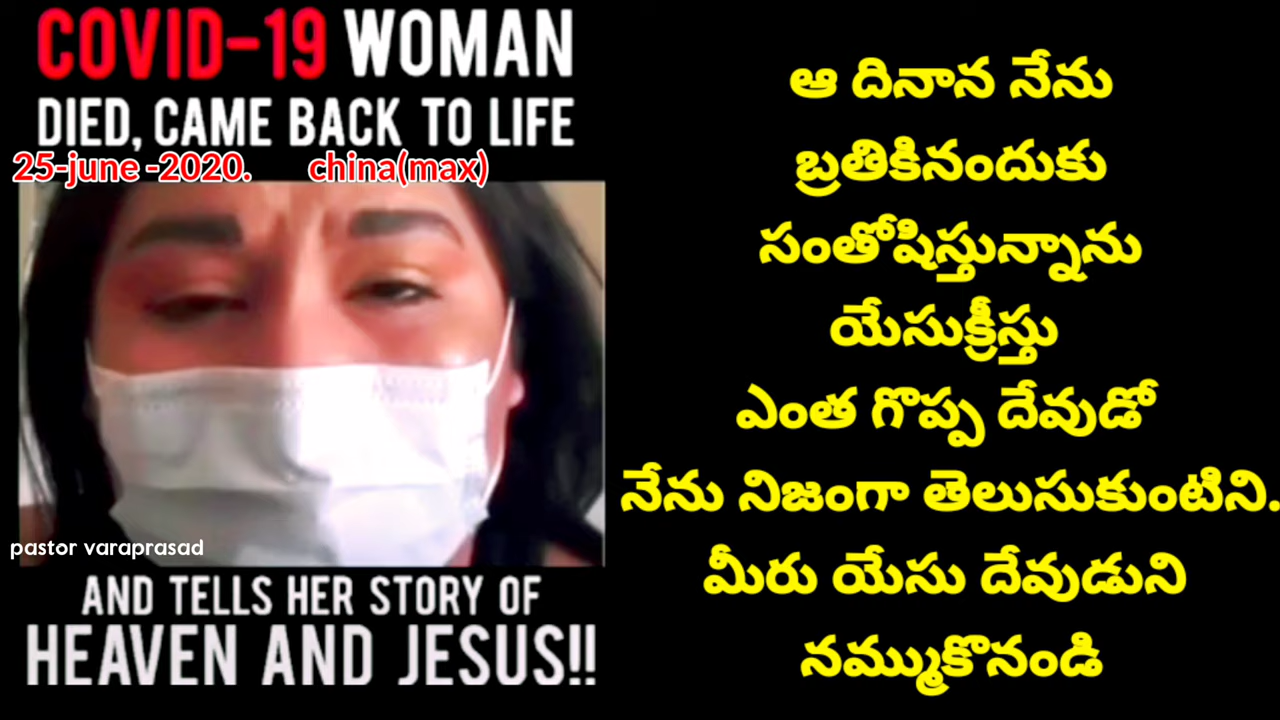 COVID-19 WOMAN
DIED, CAME BACK TO LIFE
25-june -2020. china(max)
pastor varaprasad
AND TELLS HER STORY OF
HEAVEN AND JESUS!!
ఆ దినాన నేను
బ్రతికినందుకు
సంతోషిస్తున్నాను
యేసుక్రీస్తు
ఎంత గొప్ప దేవుడో
నేను నిజంగా తెలుసుకుంటిని.
మీరు యేసు దేవుడుని
నమ్ముకొనండి